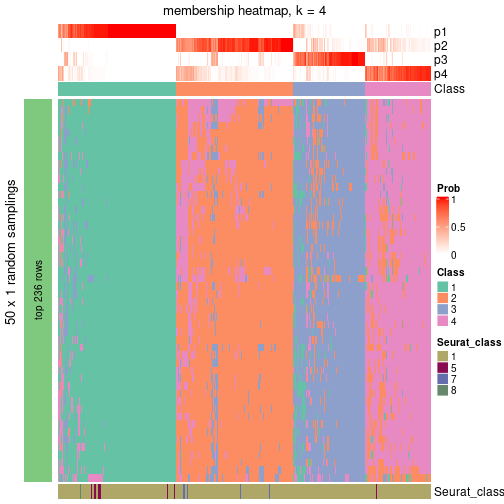 membership heatmap, k = 4
p1
p2
p3
p4
Class
50 x 1 random samplings
top 236 rows
Prob
1
0.5
0
Class
1
2
3
4
Seurat_class
1
5
7
8
Seurat_class